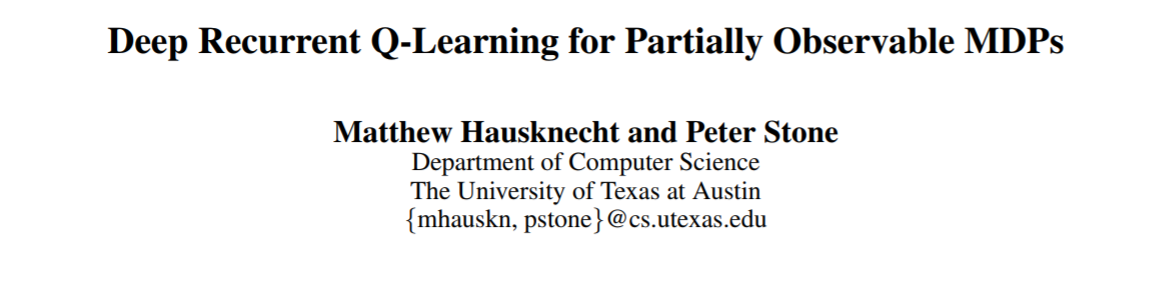 Deep Recurrent Q-Learning for Partially Observable MDPs
Matthew Hausknecht and Peter Stone
Department of Computer Science
The University of Texas at Austin
{mhauskn, pstone}@cs.utexas.edu